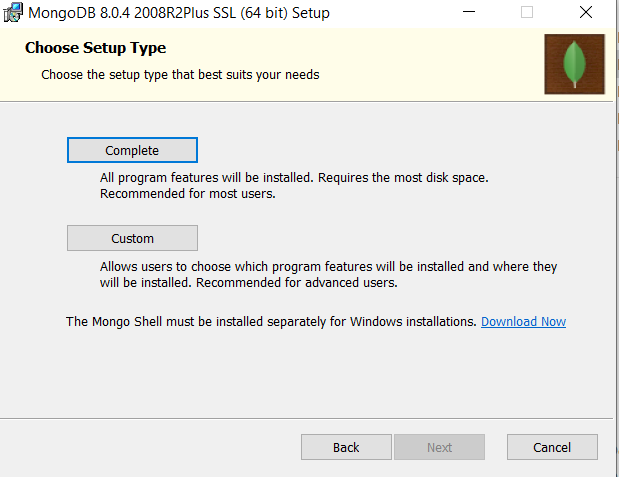 MongoDB 8.0.4 2008R2Plus SSL (64 bit) Setup
Choose Setup Type
Choose the setup type that best suits your needs
Complete
All program features will be installed. Requires the most disk space.
Recommended for most users.
Custom
Allows users to choose which program features will be installed and where they
will be installed. Recommended for advanced users.
The Mongo Shell must be installed separately for Windows installations. Download Now
Back Next Cancel